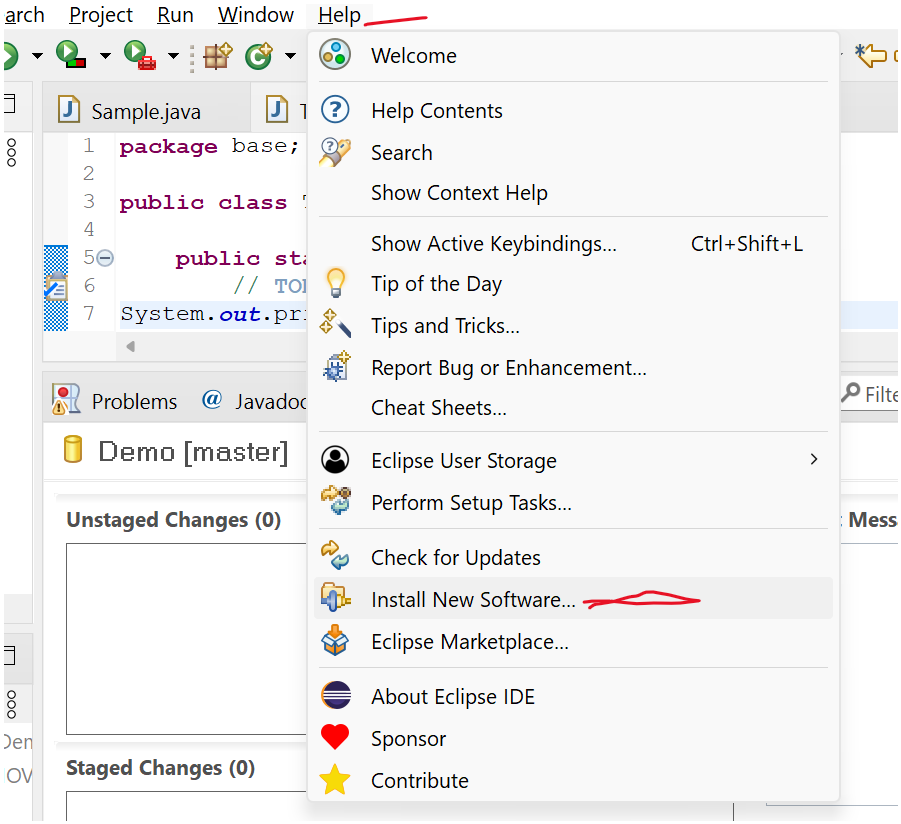 arch Project Run Window Help
Welcome
Help Contents
Search
Show Context Help
Show Active Keybindings... Ctrl+Shift+L
Tip of the Day
Tips and Tricks...
Report Bug or Enhancement...
Cheat Sheets...
Eclipse User Storage
Perform Setup Tasks...
Check for Updates
Install New Software...
Eclipse Marketplace...
About Eclipse IDE
Sponsor
Contribute
Sample.java
1 package base;
2
3 public class
4
5 public sta
6 // TO
7 System.out.pri
Problems @ Javadoc
Filte
Demo [master]
Unstaged Changes (0)
Mess
Staged Changes (0)
Dem
OV